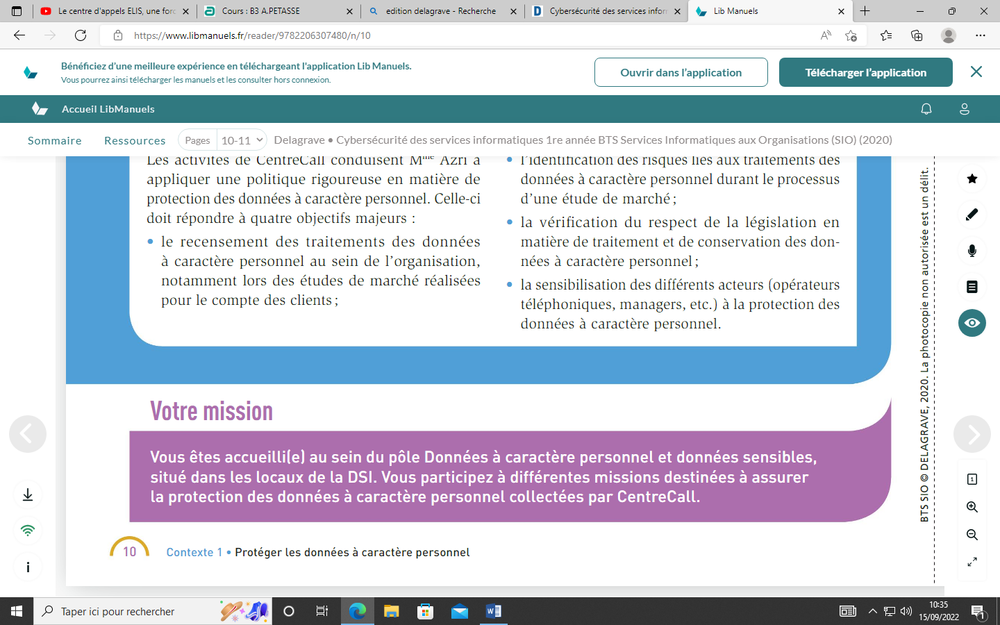 Le centre d'appels ELIS, une forc
Cours : B3 A.PETASSE
edition delagrave - Recherche
Cybersécurité des services inforn
Lib Manuels
https://www.libmanuels.fr/reader/9782206307480/n/10
Bénéficiez d'une meilleure expérience en téléchargeant l'application Lib Manuels.
Vous pourrez ainsi télécharger les manuels et les consulter hors connexion.
Ouvrir dans l'application
Télécharger l'application
Accueil LibManuels
Sommaire
Ressources
Pages
10-11
Delagrave • Cybersécurité des services informatiques 1re année BTS Services Informatiques aux Organisations (SIO) (2020)
Les activités de CentreCall conduisent Mme Azri à
appliquer une politique rigoureuse en matière de
protection des données à caractère personnel. Celle-ci
doit répondre à quatre objectifs majeurs :
• le recensement des traitements des données
à caractère personnel au sein de l'organisation,
notamment lors des études de marché réalisées
pour le compte des clients ;
• l'identification des risques liés aux traitements des
données à caractère personnel durant le processus
d'une étude de marché ;
• la vérification du respect de la législation en
matière de traitement et de conservation des don-
nées à caractère personnel ;
• la sensibilisation des différents acteurs (opérateurs
téléphoniques, managers, etc.) à la protection des
données à caractère personnel.
Votre mission
Vous êtes accueilli(e) au sein du pôle Données à caractère personnel et données sensibles,
situé dans les locaux de la DSI. Vous participez à différentes missions destinées à assurer
la protection des données à caractère personnel collectées par CentreCall.
10
Contexte 1 • Protéger les données à caractère personnel
BTS SIO © DELAGRAVE, 2020. La photocopie non autorisée est un délit.
1
Taper ici pour rechercher
10:35
15/09/2022
1